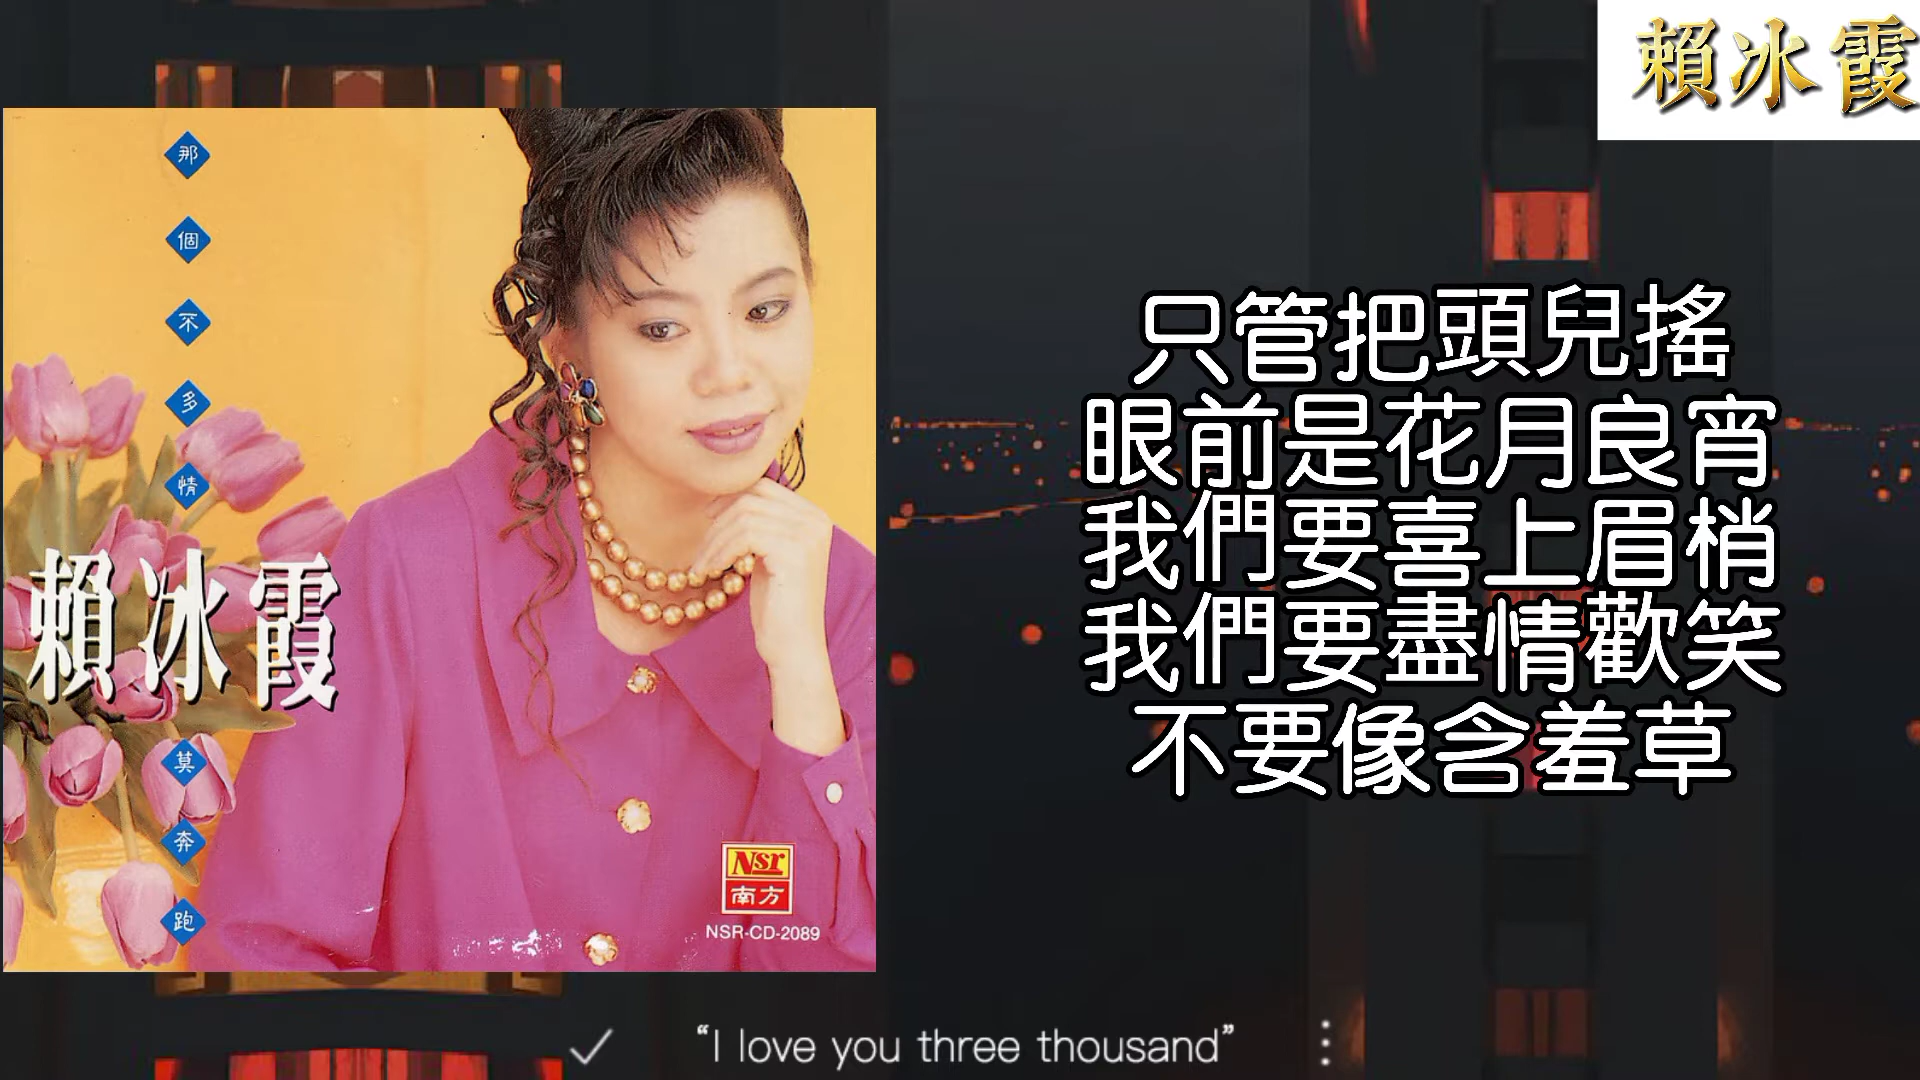 賴冰霞
那個不多情
賴冰霞
莫奔跑
Nsr
南方
NSR-CD-2089
只管把頭兒搖
眼前是花月良宵
我們要喜上眉梢
我們要盡情歡笑
不要像含羞草
“I love you three thousand”